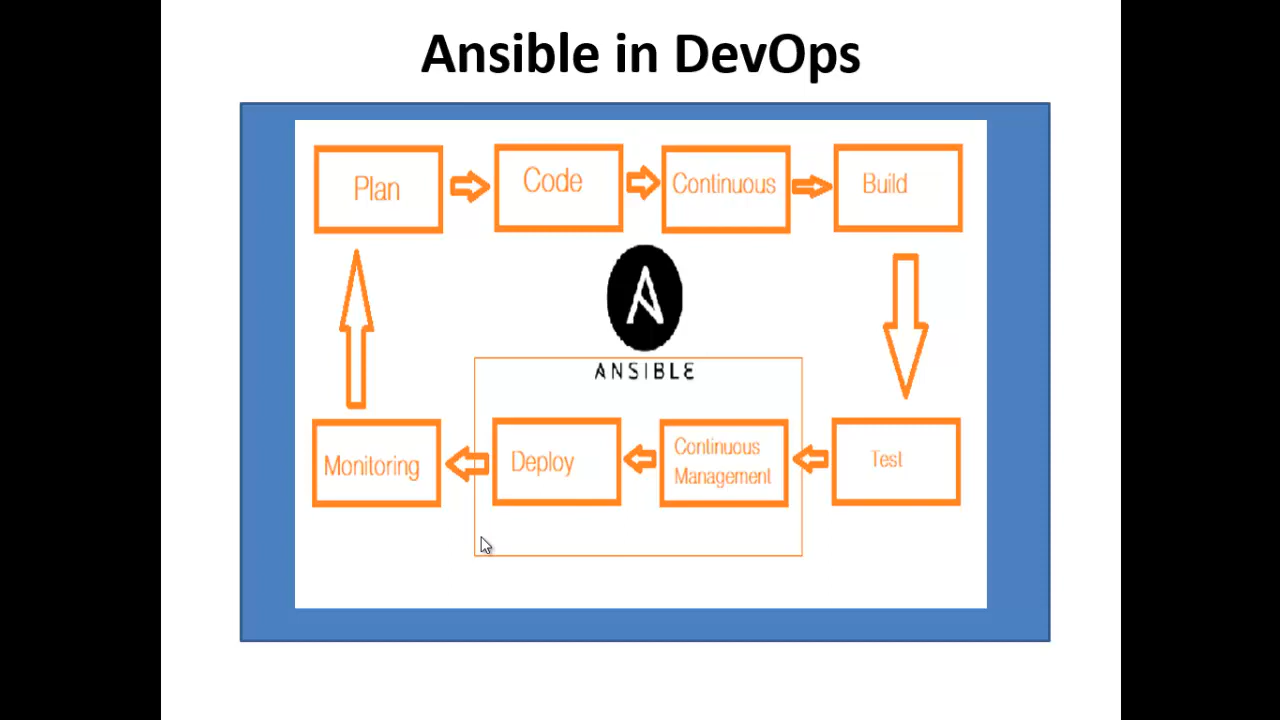 Ansible in DevOps
Plan
Code
Continuous
Build
ANSIBLE
Monitoring
Deploy
Continuous
Management
Test